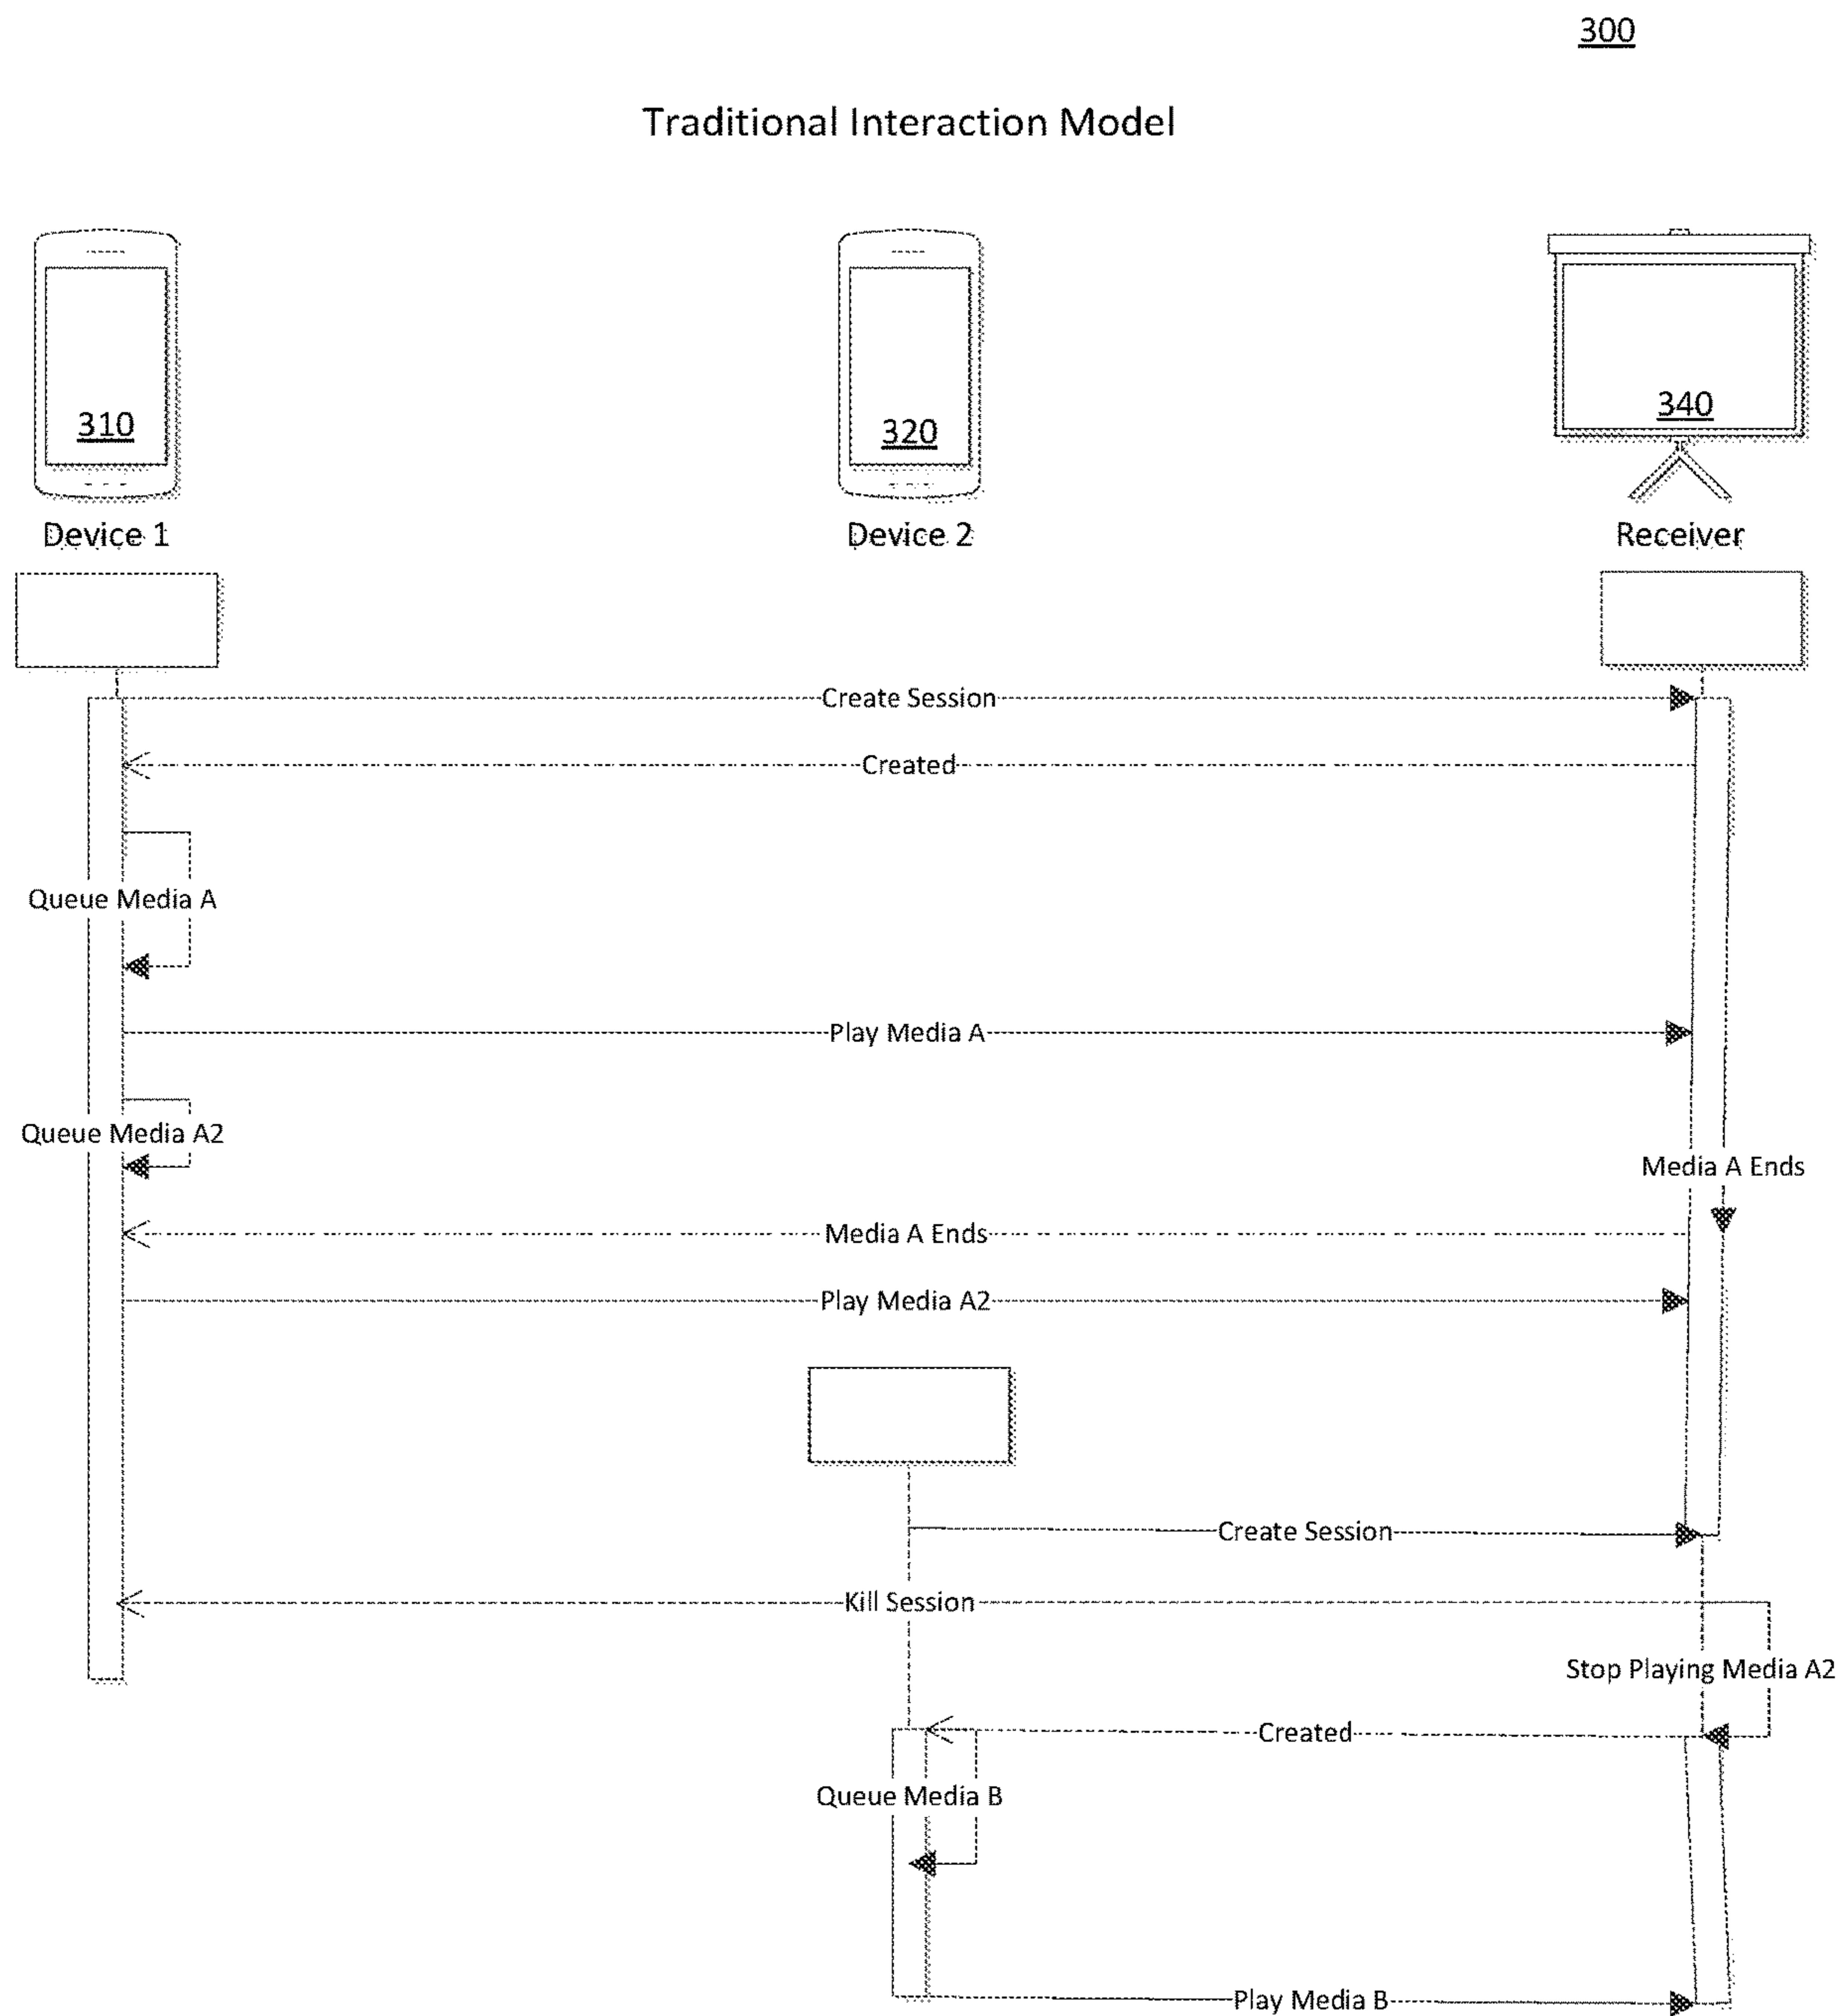 300
Traditional Interaction Model
310
320
340
Device 1
Device 2
Receiver
Create Session
Created
Queue Media A
Play Media A
Queue Media A2
Media A Ends
Media A Ends
Play Media A2
Create Session
Kill Session
Stop Playing Media A2
Created
Queue Media B
Play Media B